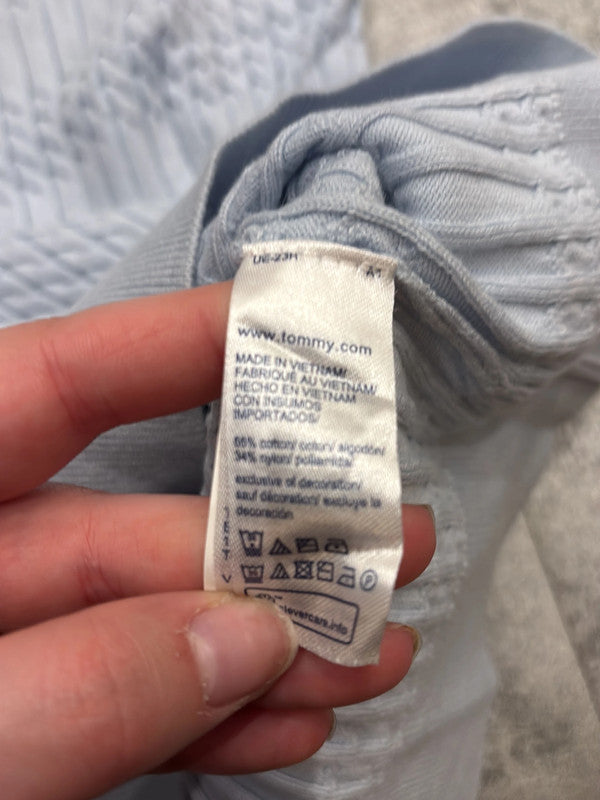 A1
www.tommy.com
MADE IN VIETNAM/
FABRIQUÉ AU VIETNAM/
HECHO EN VIETNAM
CON INSUMOS
IMPORTADOS/
66% cotton/ coton/ algodón/
34% nylon/ poliamida/
exclusive of decoration/
sauf décoration/ excluye la
decoración
clevercare.info